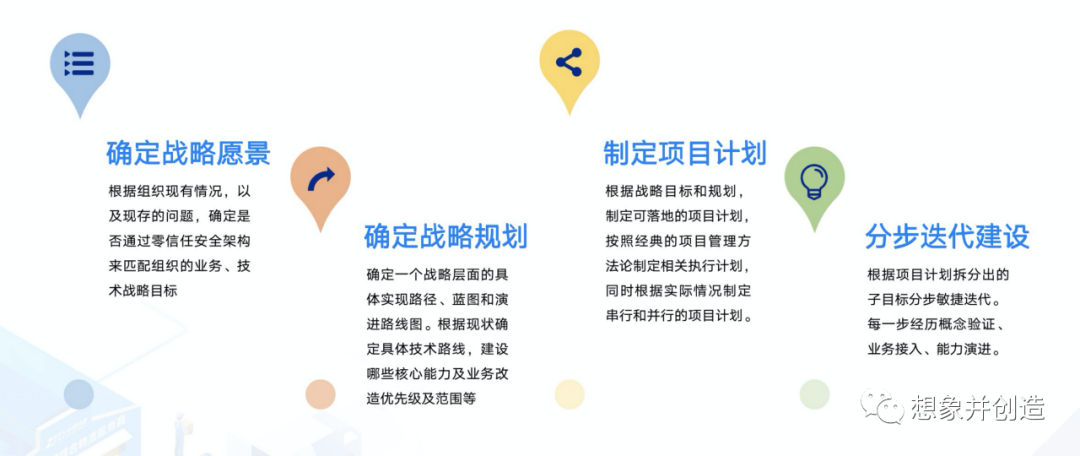 确定战略愿景
根据组织现有情况，以
及现存的问题，确定是
否通过零信任安全架构
来匹配组织的业务、技
术战略目标
确定战略规划
确定一个战略层面的具
体实现路径、蓝图和演
进路线图。根据现状确
定具体技术路线，建设
哪些核心能力及业务改
造优先级及范围等
制定项目计划
根据战略目标和规划，
制定可落地的项目计划，
按照经典的项目管理方
法论制定相关执行计划，
同时根据实际情况制定
串行和并行的项目计划。
分步迭代建设
根据项目计划拆分出的
子目标分步敏捷迭代。
每一步经历概念验证、
业务接入、能力演进。
想象并创造